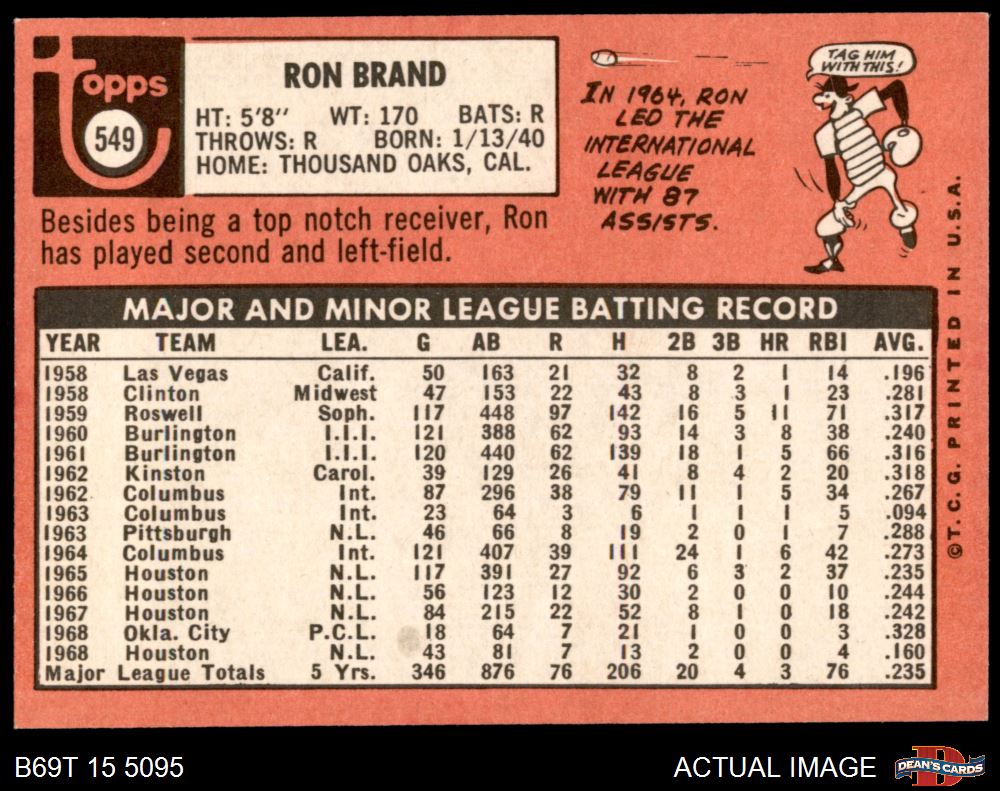 topps
549
RON BRAND
HT: 5'8" WT: 170 BATS: R
THROWS: R BORN: 1/13/40
HOME: THOUSAND OAKS, CAL.
Besides being a top notch receiver, Ron
has played second and left-field.
IN 1964, RON
LED THE
INTERNATIONAL
LEAGUE
WITH 87
ASSISTS.
TAG HIM
WITH THIS!
MAJOR AND MINOR LEAGUE BATTING RECORD
YEAR TEAM LEA. G AB R H 2B 3B HR RBI AVG.
1958 Las Vegas Calif. 50 163 21 32 8 2 1 14 .196
1958 Clinton Midwest 47 153 22 43 8 3 1 23 .281
1959 Roswell Soph. 117 448 97 142 16 5 11 71 .317
1960 Burlington I.I.I. 121 388 62 93 14 3 8 38 .240
1961 Burlington I.I.I. 120 440 62 139 18 1 5 66 .316
1962 Kinston Carol. 39 129 26 41 8 4 2 20 .318
1962 Columbus Int. 87 296 38 79 11 1 5 34 .267
1963 Columbus Int. 23 64 3 6 1 1 1 5 .094
1963 Pittsburgh N.L. 46 66 8 19 2 0 1 7 .288
1964 Columbus Int. 121 407 39 111 24 1 6 42 .273
1965 Houston N.L. 117 391 27 92 6 3 2 37 .235
1966 Houston N.L. 56 123 12 30 2 0 0 10 .244
1967 Houston N.L. 84 215 22 52 8 1 0 18 .242
1968 Okla. City P.C.L. 18 64 7 21 1 0 0 3 .328
1968 Houston N.L. 43 81 7 13 2 0 0 4 .160
Major League Totals 5 Yrs. 346 876 76 206 20 4 3 76 .235
©T.C.G. PRINTED IN U.S.A.
B69T 15 5095
ACTUAL IMAGE
D
DEAN'S CARDS